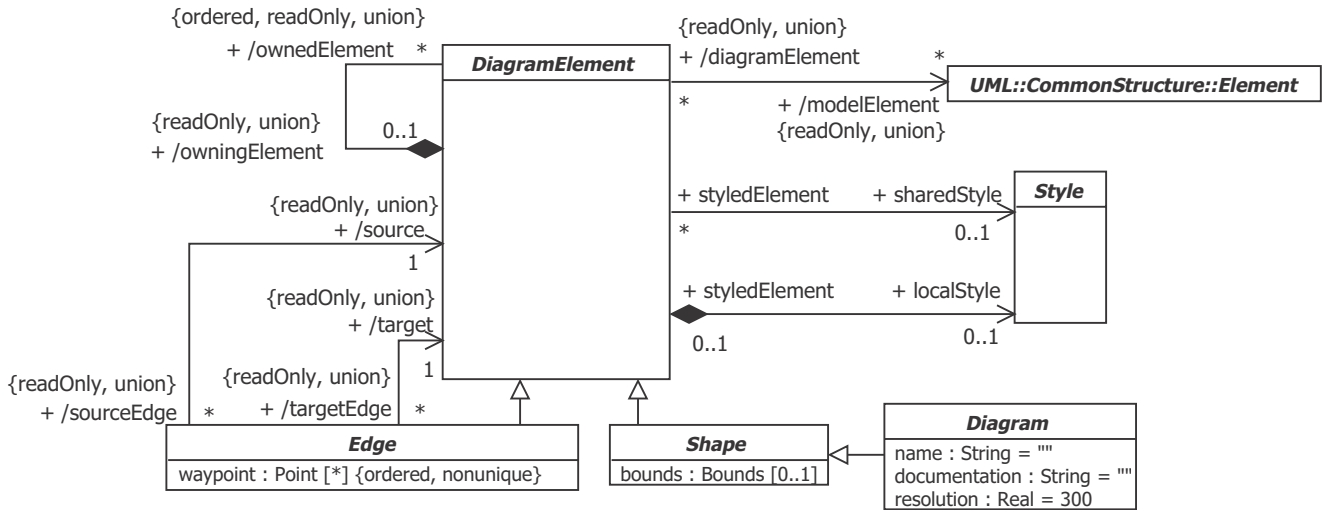 {ordered, readOnly, union}
+ /ownedElement *
{readOnly, union}
0..1
+ /owningElement
DiagramElement
{readOnly, union}
+ /diagramElement *
* + /modelElement
{readOnly, union}
UML::CommonStructure::Element
+ styledElement + sharedStyle
* 0..1
Style
+ styledElement + localStyle
0..1 0..1
{readOnly, union}
+ /source
1
{readOnly, union}
+ /target
1
{readOnly, union}
+ /sourceEdge *
{readOnly, union}
+ /targetEdge *
Edge
waypoint : Point [*] {ordered, nonunique}
Shape
bounds : Bounds [0..1]
Diagram
name : String = ""
documentation : String = ""
resolution : Real = 300